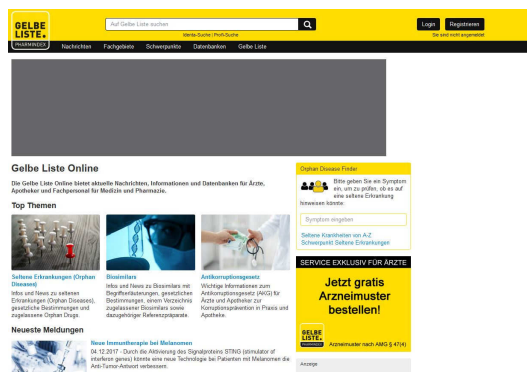 GELBE
LISTE.
PHARMINDEX
Auf Gelbe Liste suchen
Idente-Suche | Profi-Suche
Login
Registrieren
Sie sind nicht angemeldet
Nachrichten
Fachgebiete
Schwerpunkte
Datenbanken
Gelbe Liste
Gelbe Liste Online
Die Gelbe Liste Online bietet aktuelle Nachrichten, Informationen und Datenbanken für Ärzte,
Apotheker und Fachpersonal für Medizin und Pharmazie.
Top Themen
Seltene Erkrankungen (Orphan
Diseases)
Infos und News zu seltenen
Erkrankungen (Orphan Diseases),
gesetzliche Bestimmungen und
zugelassene Orphan Drugs.
Biosimilars
Infos und News zu Biosimilars mit
Begriffserläuterungen, gesetzlichen
Bestimmungen, einem Verzeichnis
zugelassener Biosimilars sowie
dazugehöriger Referenzpräparate.
Antikorruptionsgesetz
Wichtige Informationen zum
Antikorruptionsgesetz (AKG) für
Ärzte und Apotheker zur
Korruptionsprävention in Praxis und
Apotheke.
Neueste Meldungen
Neue Immuntherapie bei Melanomen
04.12.2017 - Durch die Aktivierung des Signalproteins STING (stimulator of
interferon genes) könnte eine neue Technologie bei Patienten mit Melanomen die
Anti-Tumor-Antwort verbessern.
Orphan Disease Finder
Bitte geben Sie ein Symptom
ein, um zu prüfen, ob es auf
eine seltene Erkrankung
hinweisen könnte:
Symptom eingeben
Seltene Krankheiten von A-Z
Schwerpunkt Seltene Erkrankungen
SERVICE EXKLUSIV FÜR ÄRZTE
Jetzt gratis
Arzneimuster
bestellen!
GELBE
LISTE.
PHARMINDEX
Arzneimuster nach AMG § 47(4)
Anzeige